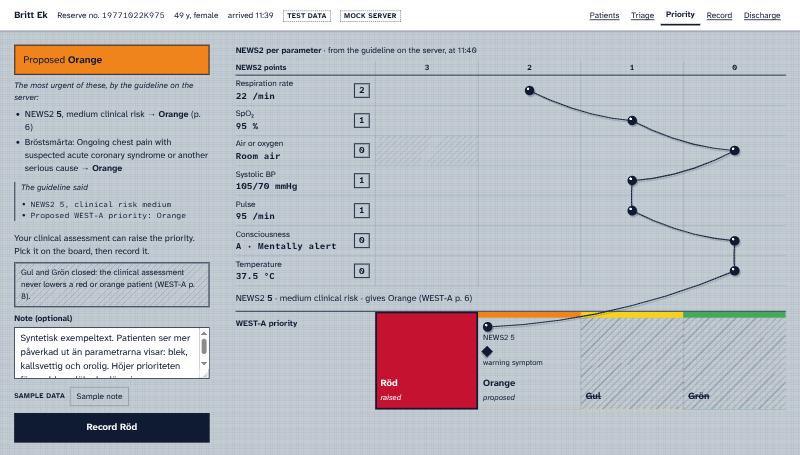 Britt Ek Reserve no. 19771022K975 49 y, female arrived 11:39 TEST DATA MOCK SERVER Patients Triage Priority Record Discharge
Proposed Orange
The most urgent of these, by the guideline on the
server:
• NEWS2 5, medium clinical risk → Orange (p.
6)
• Bröstsmärta: Ongoing chest pain with
suspected acute coronary syndrome or another
serious cause → Orange
The guideline said
• NEWS2 5, clinical risk medium
• Proposed WEST-A priority: Orange
Your clinical assessment can raise the priority.
Pick it on the board, then record it.
Gul and Grön closed: the clinical assessment
never lowers a red or orange patient (WEST-A p.
8).
Note (optional)
Syntetisk exempeltext. Patienten ser mer
påverkad ut än parametrarna visar: blek,
kallsvettig och orolig. Höjer prioriteten
SAMPLE DATA Sample note
Record Röd
NEWS2 per parameter · from the guideline on the server, at 11:40
NEWS2 points 3 2 1 0
Respiration rate
22 /min 2
SpO₂
95 % 1
Air or oxygen
Room air 0
Systolic BP
105/70 mmHg 1
Pulse
95 /min 1
Consciousness
A · Mentally alert 0
Temperature
37.5 °C 0
NEWS2 5 · medium clinical risk · gives Orange (WEST-A p. 6)
WEST-A priority
NEWS2 5
warning symptom
Röd Orange Gul Grön
raised proposed